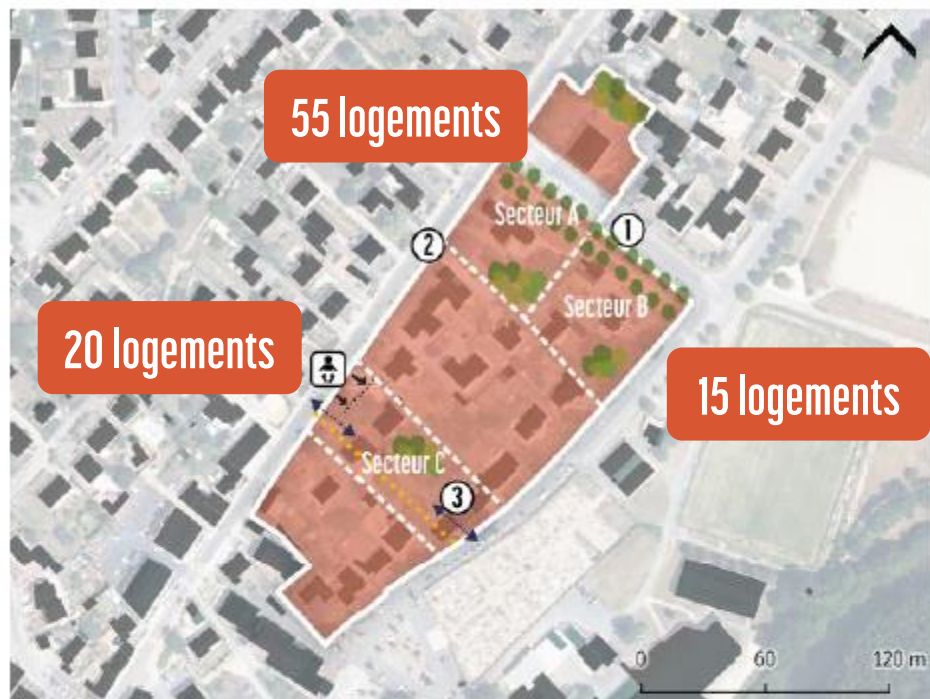 55 logements
Secteur A
1
2
Secteur B
20 logements
15 logements
Secteur C
3
0 60 120 m